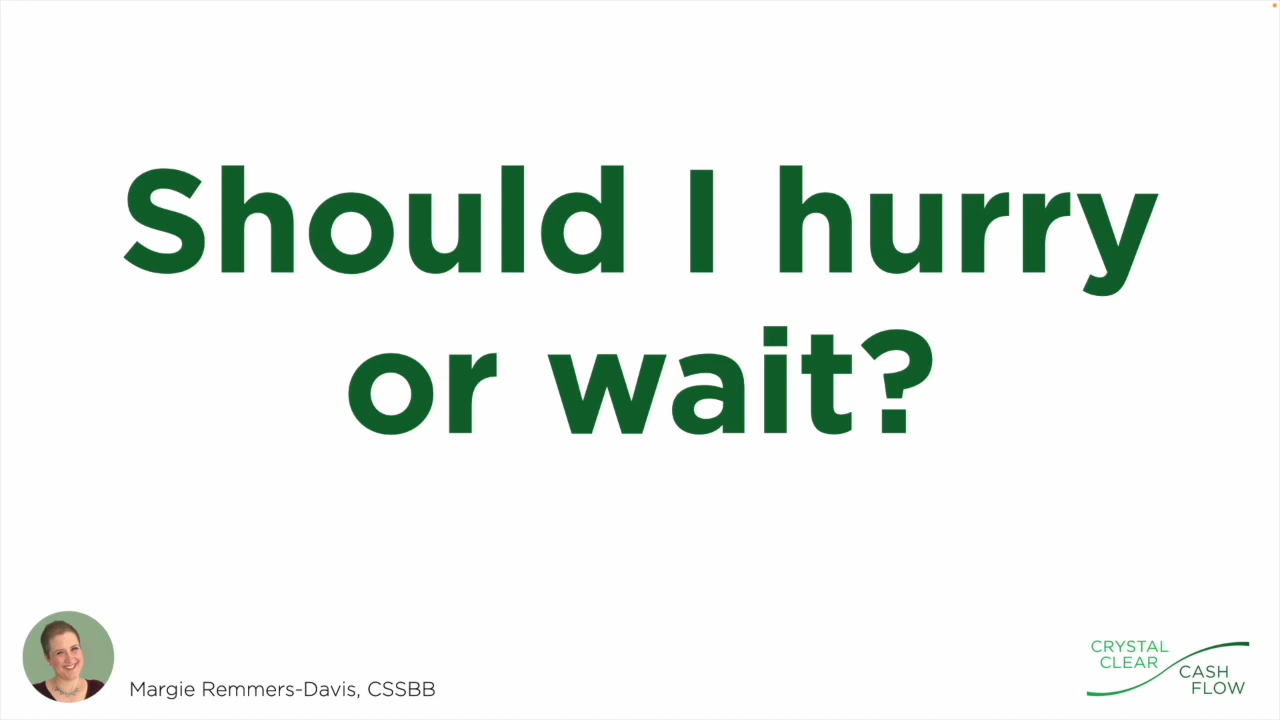 Should I hurry
or wait?
Margie Remmers-Davis, CSSBB
CRYSTAL
CLEAR
CASH
FLOW